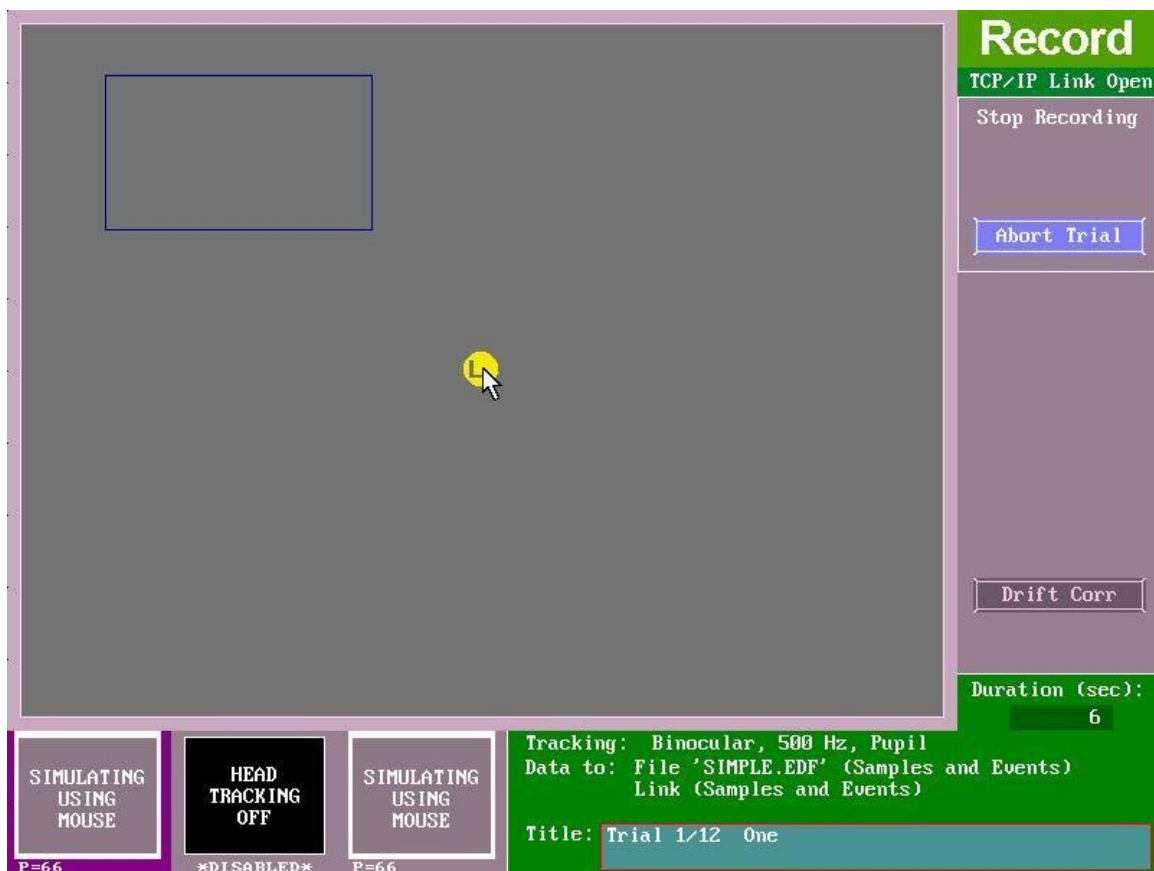 Record
TCP/IP Link Open
Stop Recording
Abort Trial
L
Drift Corr
Duration (sec):
6
SIMULATING
USING
MOUSE
P=66
HEAD
TRACKING
OFF
*DISABLED*
SIMULATING
USING
MOUSE
P=66
Tracking: Binocular, 500 Hz, Pupil
Data to: File 'SIMPLE.EDF' (Samples and Events)
Link (Samples and Events)
Title: Trial 1/12 One